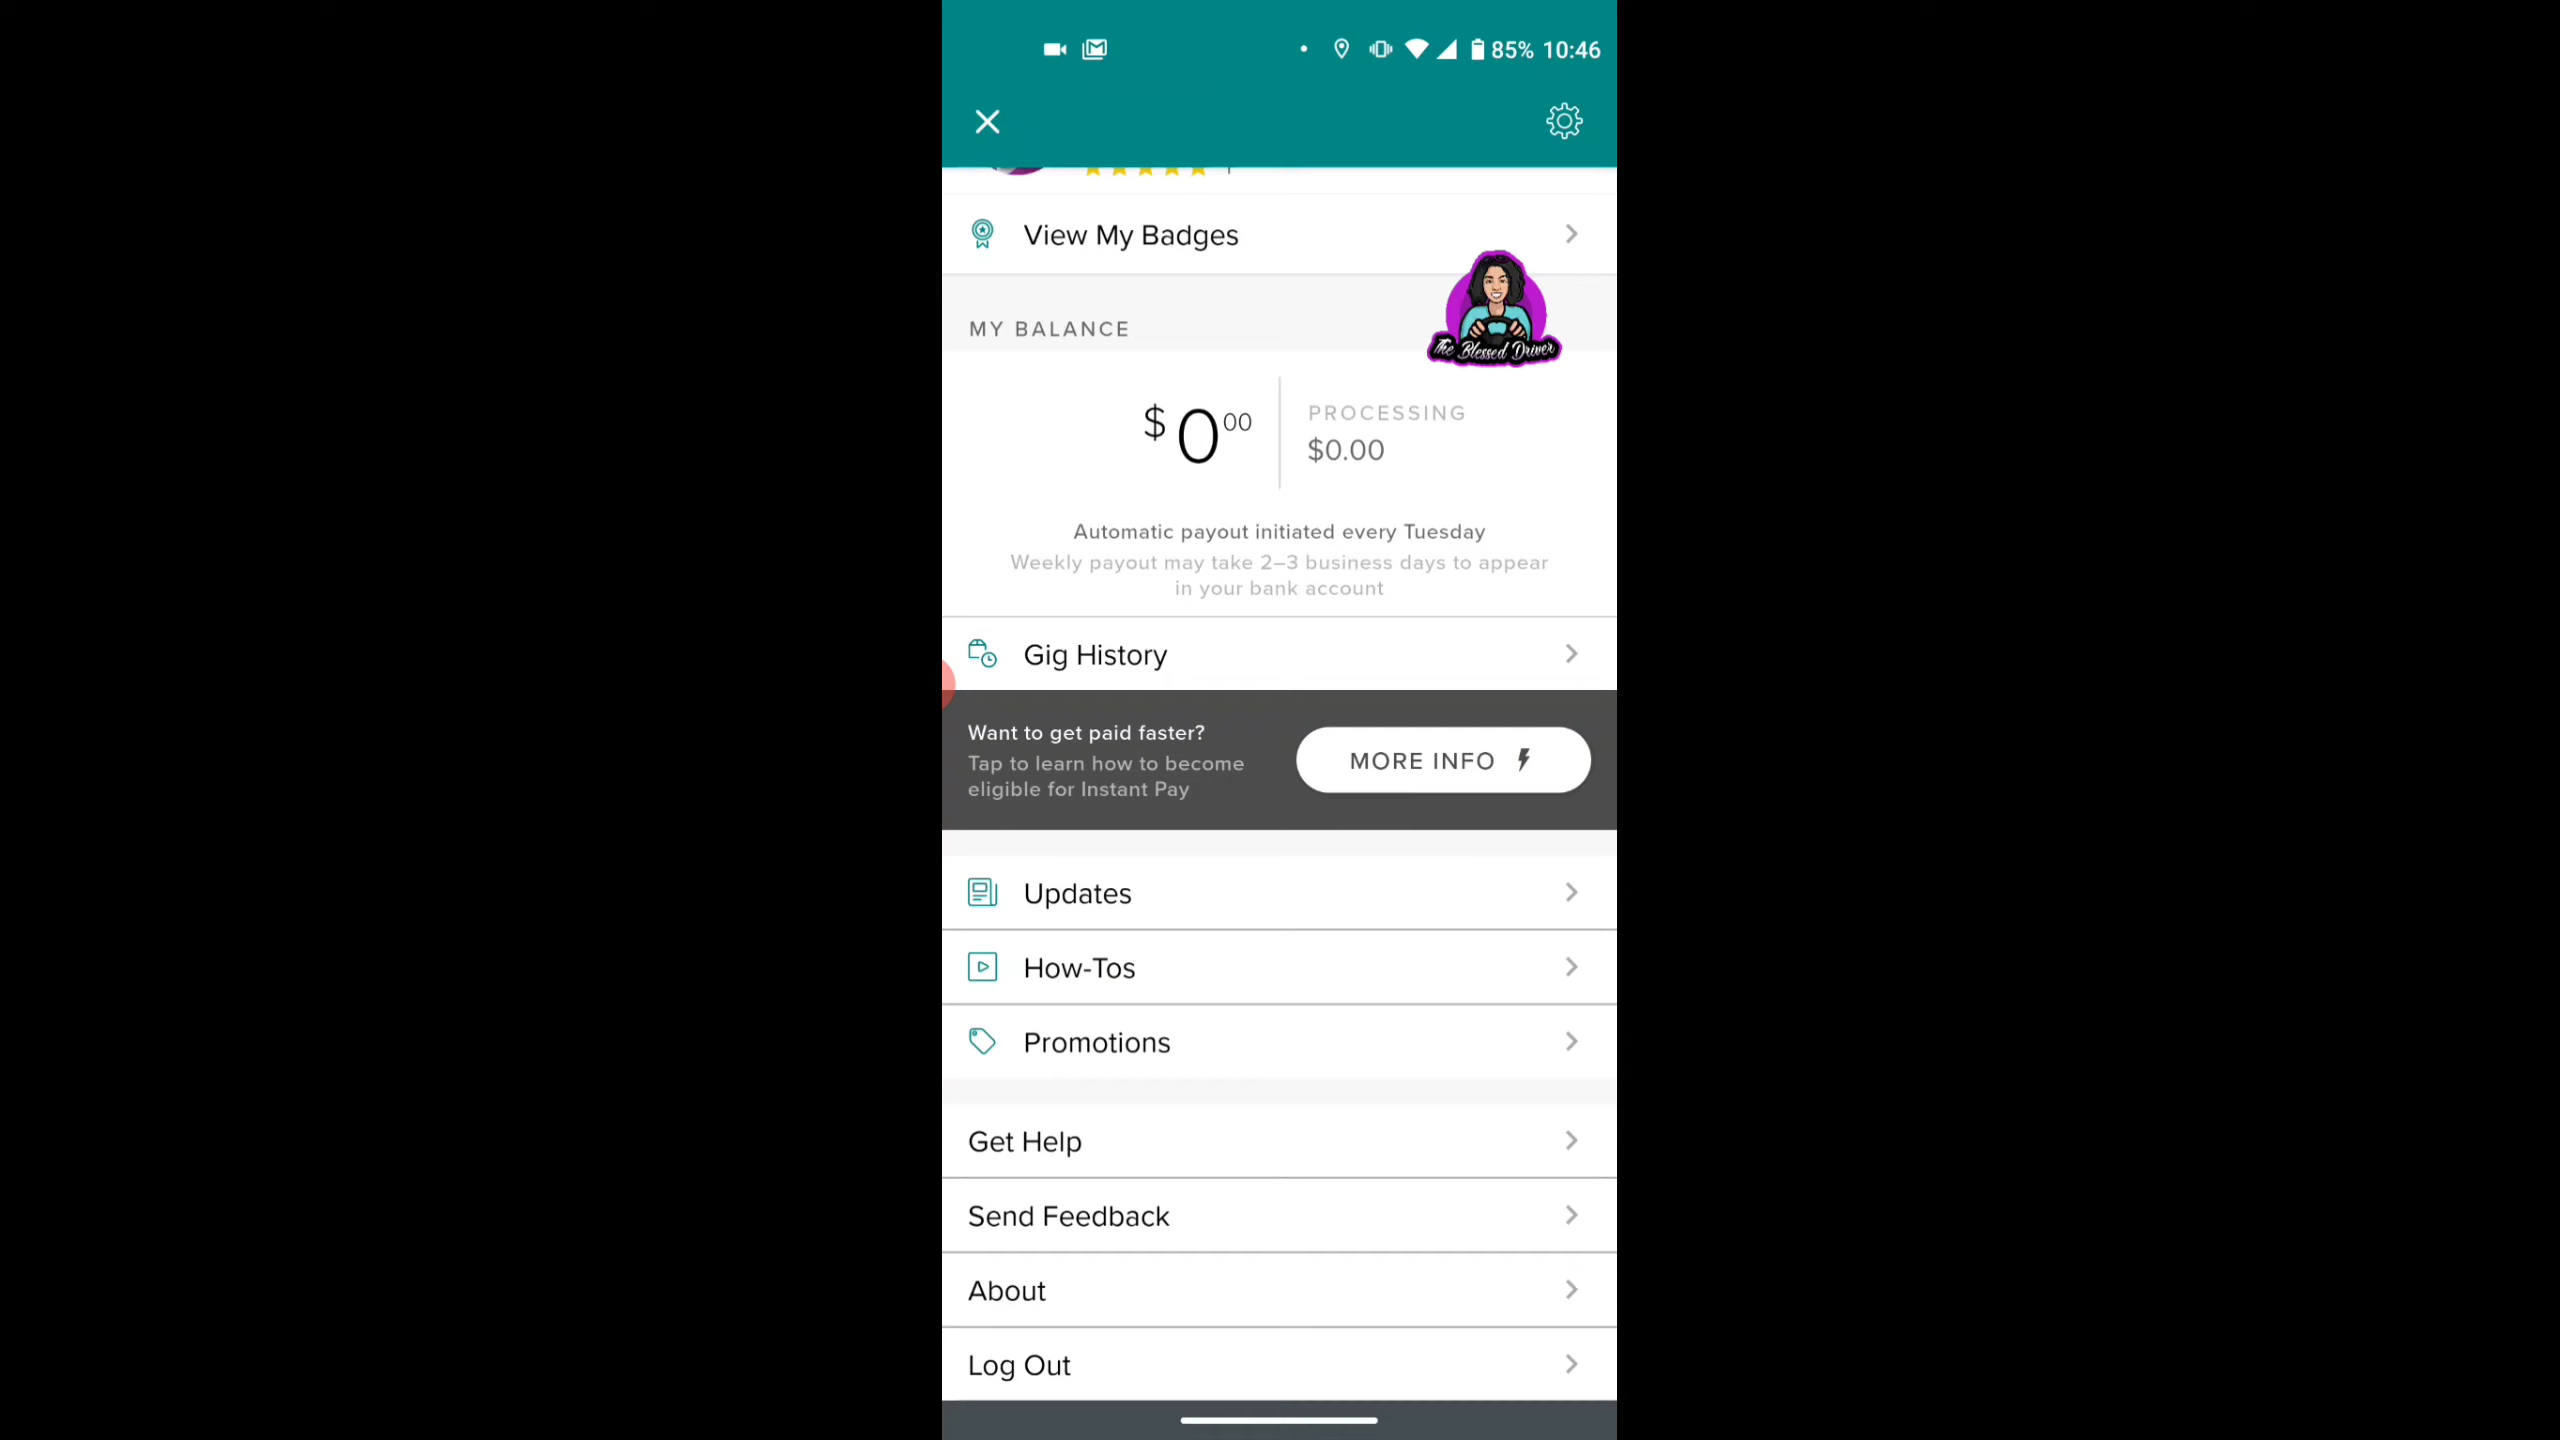 85% 10:46
View My Badges
MY BALANCE
The Blessed Driver
$0 00
PROCESSING
$0.00
Automatic payout initiated every Tuesday
Weekly payout may take 2–3 business days to appear
in your bank account
Gig History
Want to get paid faster?
Tap to learn how to become
eligible for Instant Pay
MORE INFO
Updates
How-Tos
Promotions
Get Help
Send Feedback
About
Log Out